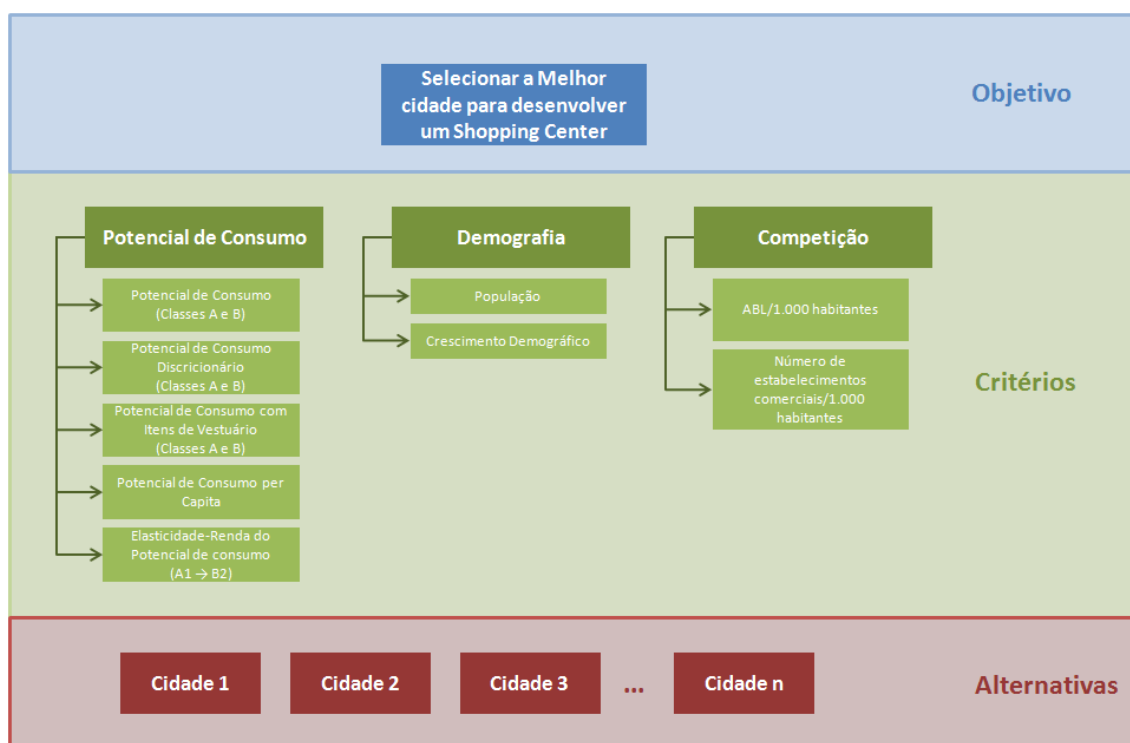 Selecionar a Melhor
cidade para desenvolver
um Shopping Center
Objetivo
Potencial de Consumo
Potencial de Consumo
(Classes A e B)
Potencial de Consumo
Discricionário
(Classes A e B)
Potencial de Consumo com
Itens de Vestuário
(Classes A e B)
Potencial de Consumo per
Capita
Elasticidade-Renda do
Potencial de consumo
(A1 → B2)
Demografia
População
Crescimento Demográfico
Competição
ABL/1.000 habitantes
Número de
estabelecimentos
comerciais/1.000
habitantes
Critérios
Cidade 1
Cidade 2
Cidade 3
...
Cidade n
Alternativas